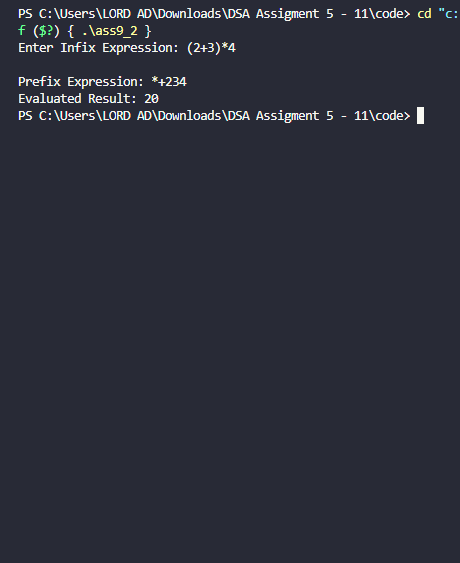 PS C:\Users\LORD AD\Downloads\DSA Assigment 5 - 11\code> cd "c:
f ($?) { .\ass9_2 }
Enter Infix Expression: (2+3)*4
Prefix Expression: *+234
Evaluated Result: 20
PS C:\Users\LORD AD\Downloads\DSA Assigment 5 - 11\code>